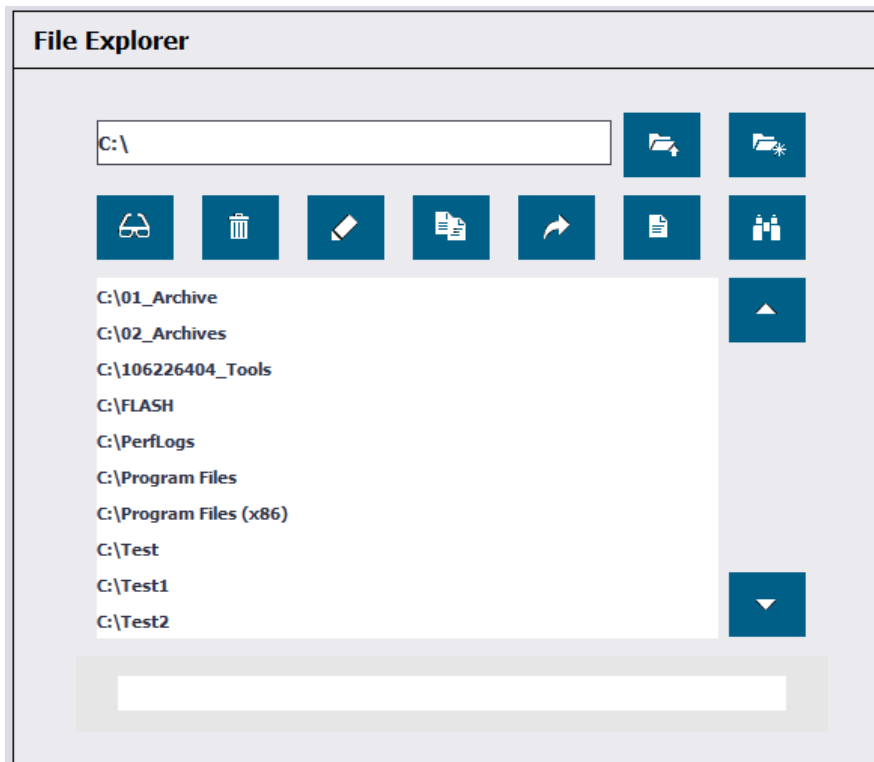 File Explorer
C:\
C:\01_Archive
C:\02_Archives
C:\106226404_Tools
C:\FLASH
C:\PerfLogs
C:\Program Files
C:\Program Files (x86)
C:\Test
C:\Test1
C:\Test2